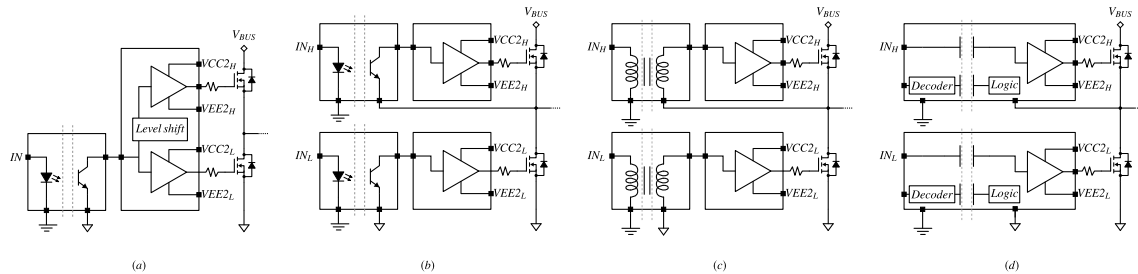 V_BUS
VCC2_H
VEE2_H
Level shift
IN
VCC2_L
VEE2_L
(a)
V_BUS
IN_H
VCC2_H
VEE2_H
IN_L
VCC2_L
VEE2_L
(b)
V_BUS
IN_H
VCC2_H
VEE2_H
IN_L
VCC2_L
VEE2_L
(c)
V_BUS
IN_H
VCC2_H
Decoder
Logic
VEE2_H
IN_L
VCC2_L
Decoder
Logic
VEE2_L
(d)